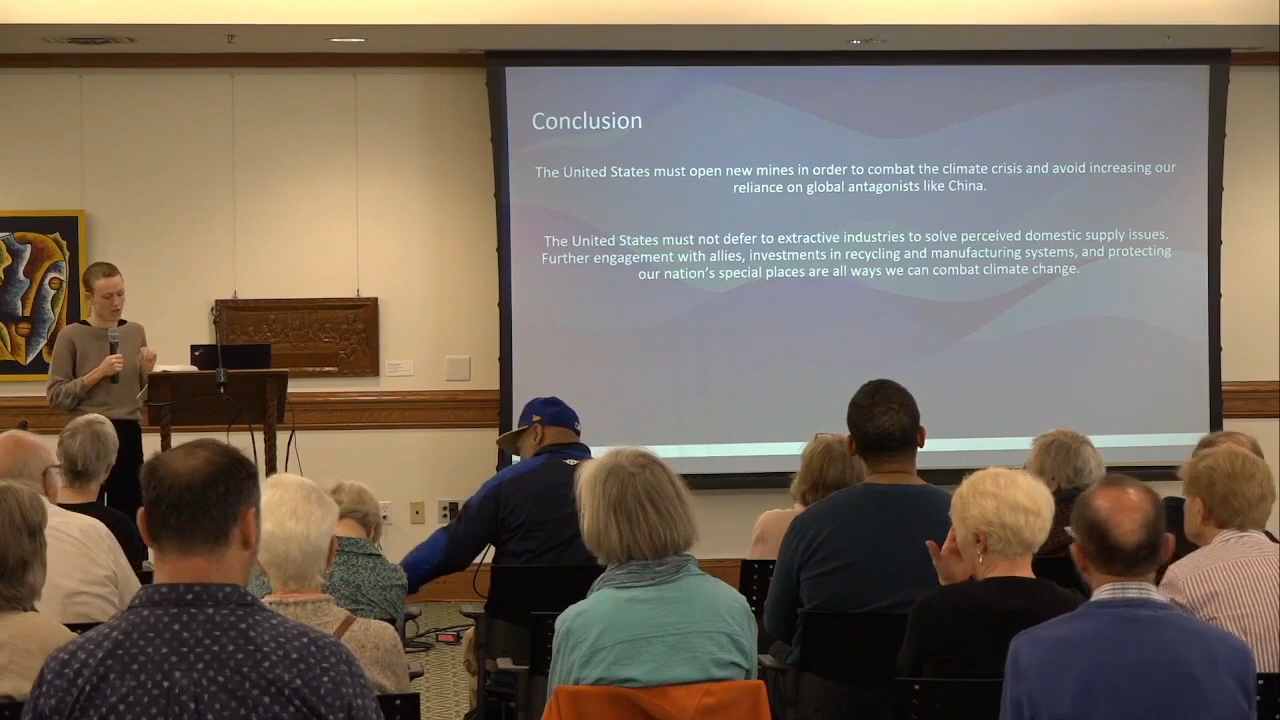 Conclusion
The United States must open new mines in order to combat the climate crisis and avoid increasing our
reliance on global antagonists like China.
The United States must not defer to extractive industries to solve perceived domestic supply issues.
Further engagement with allies, investments in recycling and manufacturing systems, and protecting
our nation's special places are all ways we can combat climate change.